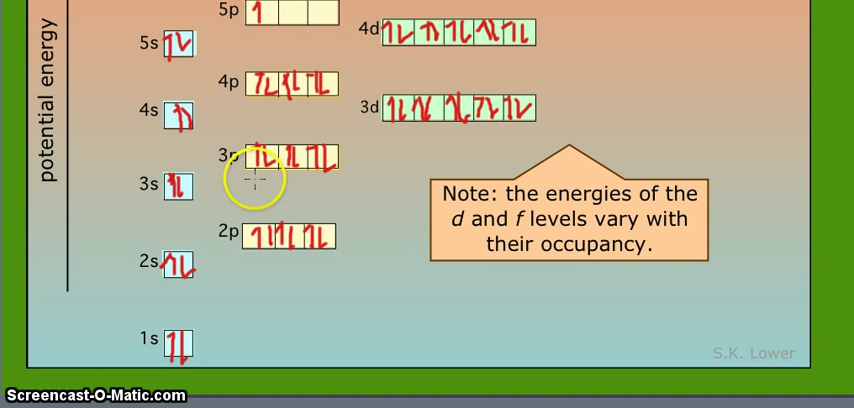 potential energy
5p
5s
4d
4p
4s
3d
3p
3s
Note: the energies of the
d and f levels vary with
their occupancy.
2p
2s
1s
S.K. Lower
Screencast-O-Matic.com